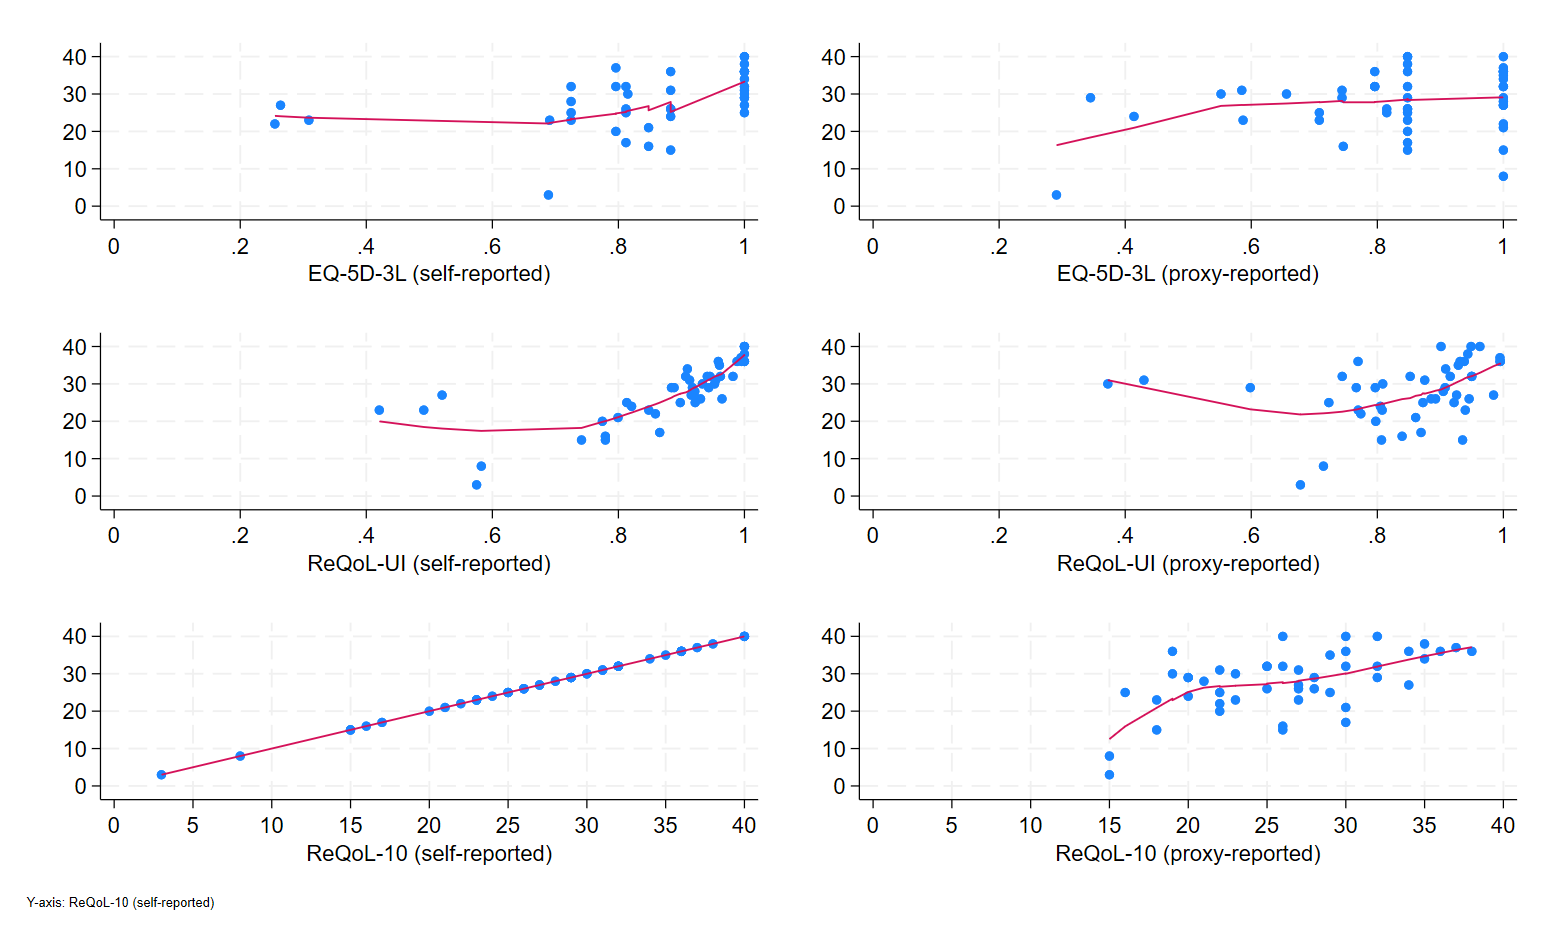 40
30
20
10
0
0 .2 .4 .6 .8 1
EQ-5D-3L (self-reported)
40
30
20
10
0
0 .2 .4 .6 .8 1
EQ-5D-3L (proxy-reported)
40
30
20
10
0
0 .2 .4 .6 .8 1
ReQoL-UI (self-reported)
40
30
20
10
0
0 .2 .4 .6 .8 1
ReQoL-UI (proxy-reported)
40
30
20
10
0
0 5 10 15 20 25 30 35 40
ReQoL-10 (self-reported)
40
30
20
10
0
0 5 10 15 20 25 30 35 40
ReQoL-10 (proxy-reported)
Y-axis: ReQoL-10 (self-reported)